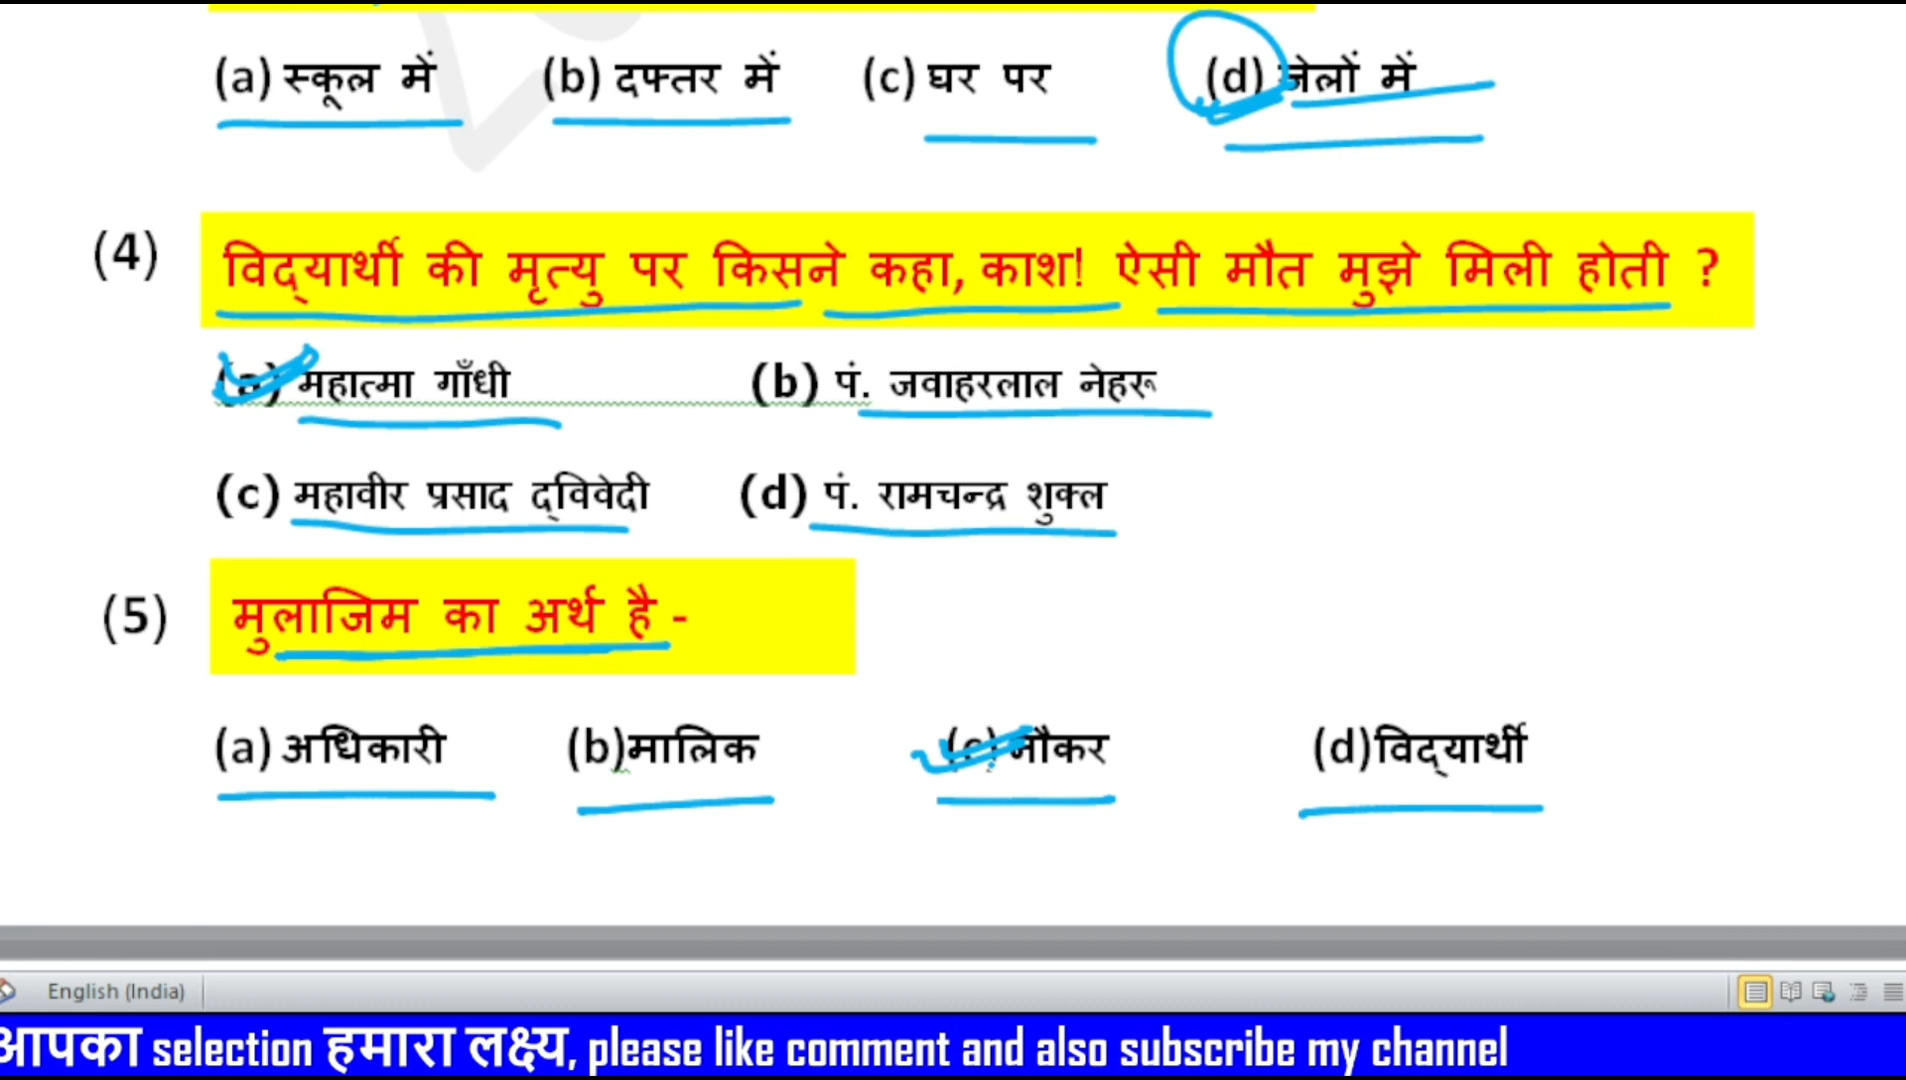 (a) स्कूल में (b) दफ्तर में (c) घर पर (d) जेलों में
(4) विद्यार्थी की मृत्यु पर किसने कहा, काश! ऐसी मौत मुझे मिली होती ?
(a) महात्मा गाँधी (b) पं. जवाहरलाल नेहरू
(c) महावीर प्रसाद द्विवेदी (d) पं. रामचन्द्र शुक्ल
(5) मुलाजिम का अर्थ है -
(a) अधिकारी (b)मालिक (c) नौकर (d)विद्यार्थी
English (India)
आपका selection हमारा लक्ष्य, please like comment and also subscribe my channel